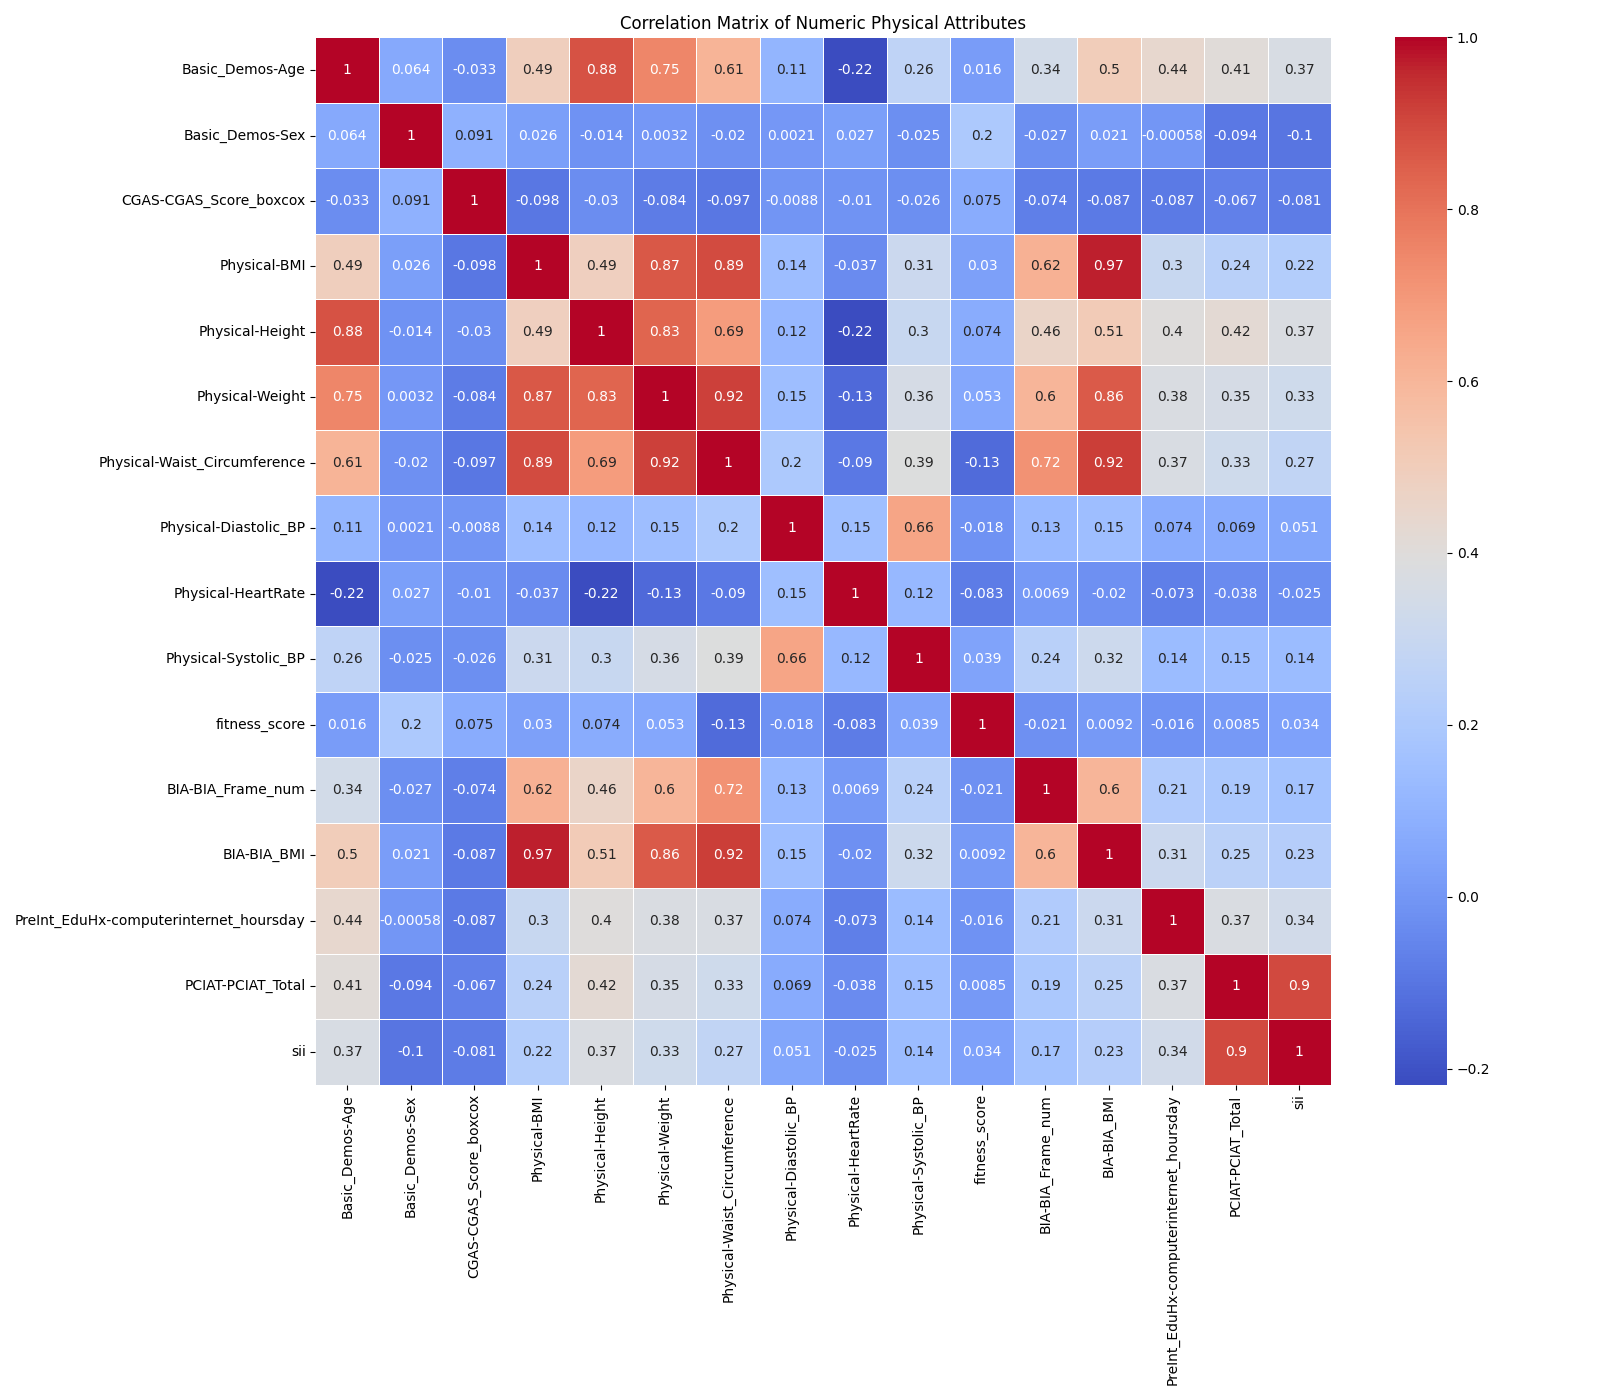 Correlation Matrix of Numeric Physical Attributes
Basic_Demos-Age 1 0.064 -0.033 0.49 0.88 0.75 0.61 0.11 -0.22 0.26 0.016 0.34 0.5 0.44 0.41 0.37
Basic_Demos-Sex 0.064 1 0.091 0.026 -0.014 0.0032 -0.02 0.0021 0.027 -0.025 0.2 -0.027 0.021 -0.00058 -0.094 -0.1
CGAS-CGAS_Score_boxcox -0.033 0.091 1 -0.098 -0.03 -0.084 -0.097 -0.0088 -0.01 -0.026 0.075 -0.074 -0.087 -0.087 -0.067 -0.081
Physical-BMI 0.49 0.026 -0.098 1 0.49 0.87 0.89 0.14 -0.037 0.31 0.03 0.62 0.97 0.3 0.24 0.22
Physical-Height 0.88 -0.014 -0.03 0.49 1 0.83 0.69 0.12 -0.22 0.3 0.074 0.46 0.51 0.4 0.42 0.37
Physical-Weight 0.75 0.0032 -0.084 0.87 0.83 1 0.92 0.15 -0.13 0.36 0.053 0.6 0.86 0.38 0.35 0.33
Physical-Waist_Circumference 0.61 -0.02 -0.097 0.89 0.69 0.92 1 0.2 -0.09 0.39 -0.13 0.72 0.92 0.37 0.33 0.27
Physical-Diastolic_BP 0.11 0.0021 -0.0088 0.14 0.12 0.15 0.2 1 0.15 0.66 -0.018 0.13 0.15 0.074 0.069 0.051
Physical-HeartRate -0.22 0.027 -0.01 -0.037 -0.22 -0.13 -0.09 0.15 1 0.12 -0.083 0.0069 -0.02 -0.073 -0.038 -0.025
Physical-Systolic_BP 0.26 -0.025 -0.026 0.31 0.3 0.36 0.39 0.66 0.12 1 0.039 0.24 0.32 0.14 0.15 0.14
fitness_score 0.016 0.2 0.075 0.03 0.074 0.053 -0.13 -0.018 -0.083 0.039 1 -0.021 0.0092 -0.016 0.0085 0.034
BIA-BIA_Frame_num 0.34 -0.027 -0.074 0.62 0.46 0.6 0.72 0.13 0.0069 0.24 -0.021 1 0.6 0.21 0.19 0.17
BIA-BIA_BMI 0.5 0.021 -0.087 0.97 0.51 0.86 0.92 0.15 -0.02 0.32 0.0092 0.6 1 0.31 0.25 0.23
PreInt_EduHx-computerinternet_hoursday 0.44 -0.00058 -0.087 0.3 0.4 0.38 0.37 0.074 -0.073 0.14 -0.016 0.21 0.31 1 0.37 0.34
PCIAT-PCIAT_Total 0.41 -0.094 -0.067 0.24 0.42 0.35 0.33 0.069 -0.038 0.15 0.0085 0.19 0.25 0.37 1 0.9
sii 0.37 -0.1 -0.081 0.22 0.37 0.33 0.27 0.051 -0.025 0.14 0.034 0.17 0.23 0.34 0.9 1
Basic_Demos-Age
Basic_Demos-Sex
CGAS-CGAS_Score_boxcox
Physical-BMI
Physical-Height
Physical-Weight
Physical-Waist_Circumference
Physical-Diastolic_BP
Physical-HeartRate
Physical-Systolic_BP
fitness_score
BIA-BIA_Frame_num
BIA-BIA_BMI
PreInt_EduHx-computerinternet_hoursday
PCIAT-PCIAT_Total
sii
1.0
0.8
0.6
0.4
0.2
0.0
−0.2